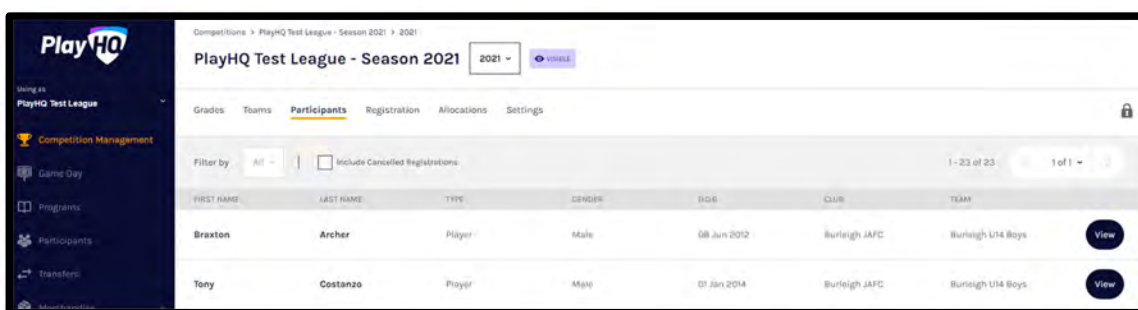 PlayHQ
Using as
PlayHQ Test League
Competition Management
Game Day
Programs
Participants
Transfers
Merchandise
Competitions > PlayHQ Test League - Season 2021 > 2021
PlayHQ Test League - Season 2021 2021 VISIBLE
Grades Teams Participants Registration Allocations Settings
Filter by All | Include Cancelled Registrations 1 - 23 of 23 1 of 1
FIRST NAME LAST NAME TYPE GENDER D.O.B CLUB TEAM
Braxton Archer Player Male 08 Jun 2012 Burleigh JAFC Burleigh U14 Boys View
Tony Costanzo Player Male 01 Jan 2014 Burleigh JAFC Burleigh U14 Boys View